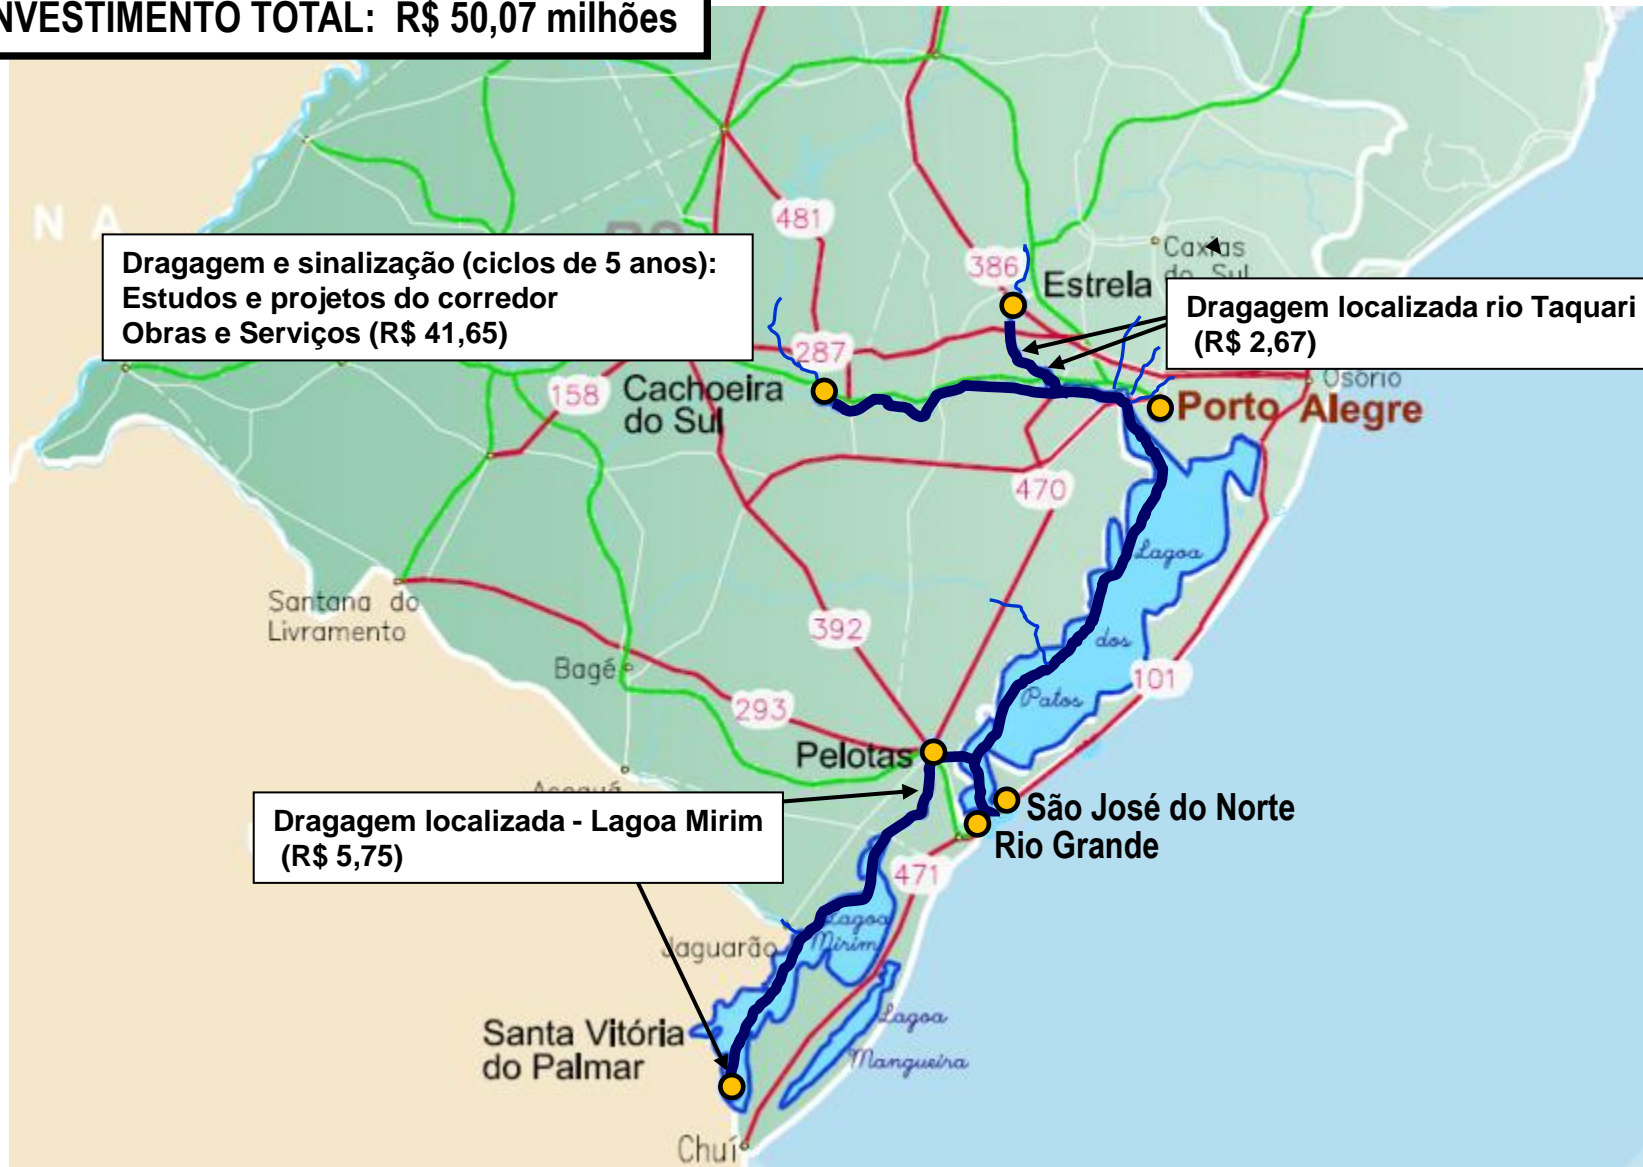 NVESTIMENTO TOTAL: R$ 50,07 milhões
N A
481
386
Caxias
do Sul
Estrela
Dragagem e sinalização (ciclos de 5 anos):
Estudos e projetos do corredor
Obras e Serviços (R$ 41,65)
Dragagem localizada rio Taquari
(R$ 2,67)
287
158
Cachoeira
do Sul
Osório
Porto Alegre
470
Lagoa
dos
Patos
Santana do
Livramento
392
Bagé
101
293
Pelotas
São José do Norte
Rio Grande
Dragagem localizada - Lagoa Mirim
(R$ 5,75)
471
Lagoa
Mirim
Jaguarão
Lagoa
Mangueira
Santa Vitória
do Palmar
Chuí